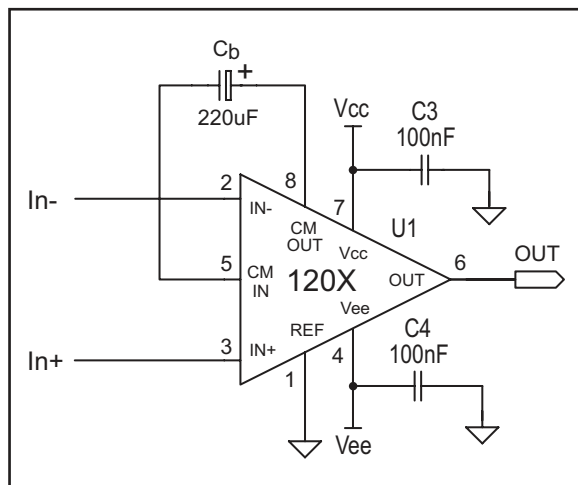 Cb
+
220uF
Vcc
C3
100nF
In-
2
IN-
8
CM
OUT
7
Vcc
U1
5
CM
IN
120X
OUT
6
OUT
Vee
In+
3
IN+
REF
1
4
C4
100nF
Vee